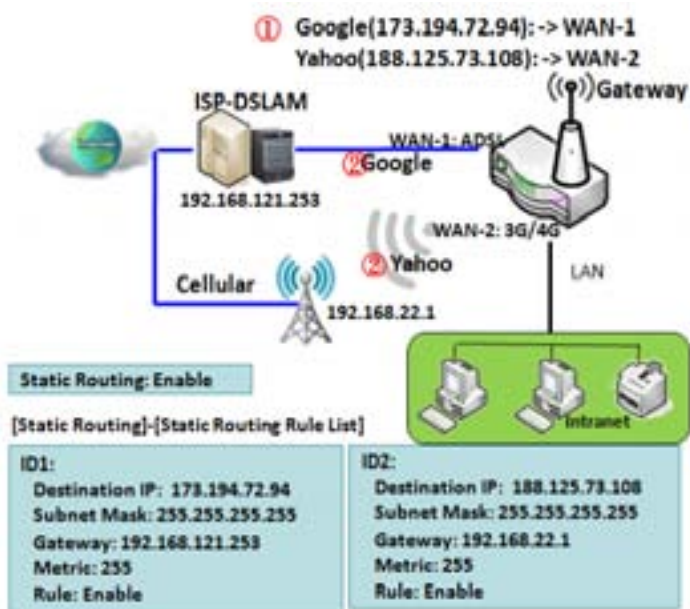 ① Google(173.194.72.94): -> WAN-1
Yahoo(188.125.73.108): -> WAN-2
Gateway
ISP-DSLAM
WAN-1: ADSL
② Google
192.168.121.253
WAN-2: 3G/4G
② Yahoo
LAN
Cellular
192.168.22.1
Static Routing: Enable
Intranet
[Static Routing]-[Static Routing Rule List]
ID1:
Destination IP: 173.194.72.94
Subnet Mask: 255.255.255.255
Gateway: 192.168.121.253
Metric: 255
Rule: Enable
ID2:
Destination IP: 188.125.73.108
Subnet Mask: 255.255.255.255
Gateway: 192.168.22.1
Metric: 255
Rule: Enable